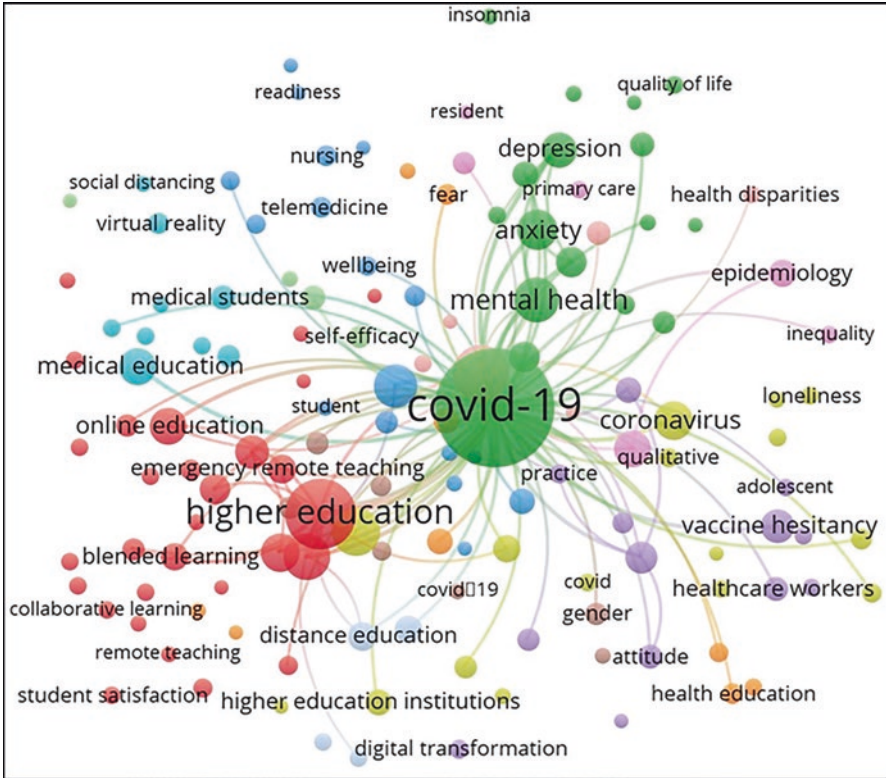 insomnia
quality of life
readiness
resident
depression
nursing
social distancing
fear
primary care
health disparities
telemedicine
virtual reality
anxiety
wellbeing
epidemiology
medical students
mental health
self-efficacy
inequality
medical education
student
covid-19
loneliness
online education
coronavirus
emergency remote teaching
practice
qualitative
adolescent
higher education
vaccine hesitancy
blended learning
covid▯19
covid
healthcare workers
collaborative learning
gender
distance education
remote teaching
attitude
student satisfaction
higher education institutions
health education
digital transformation